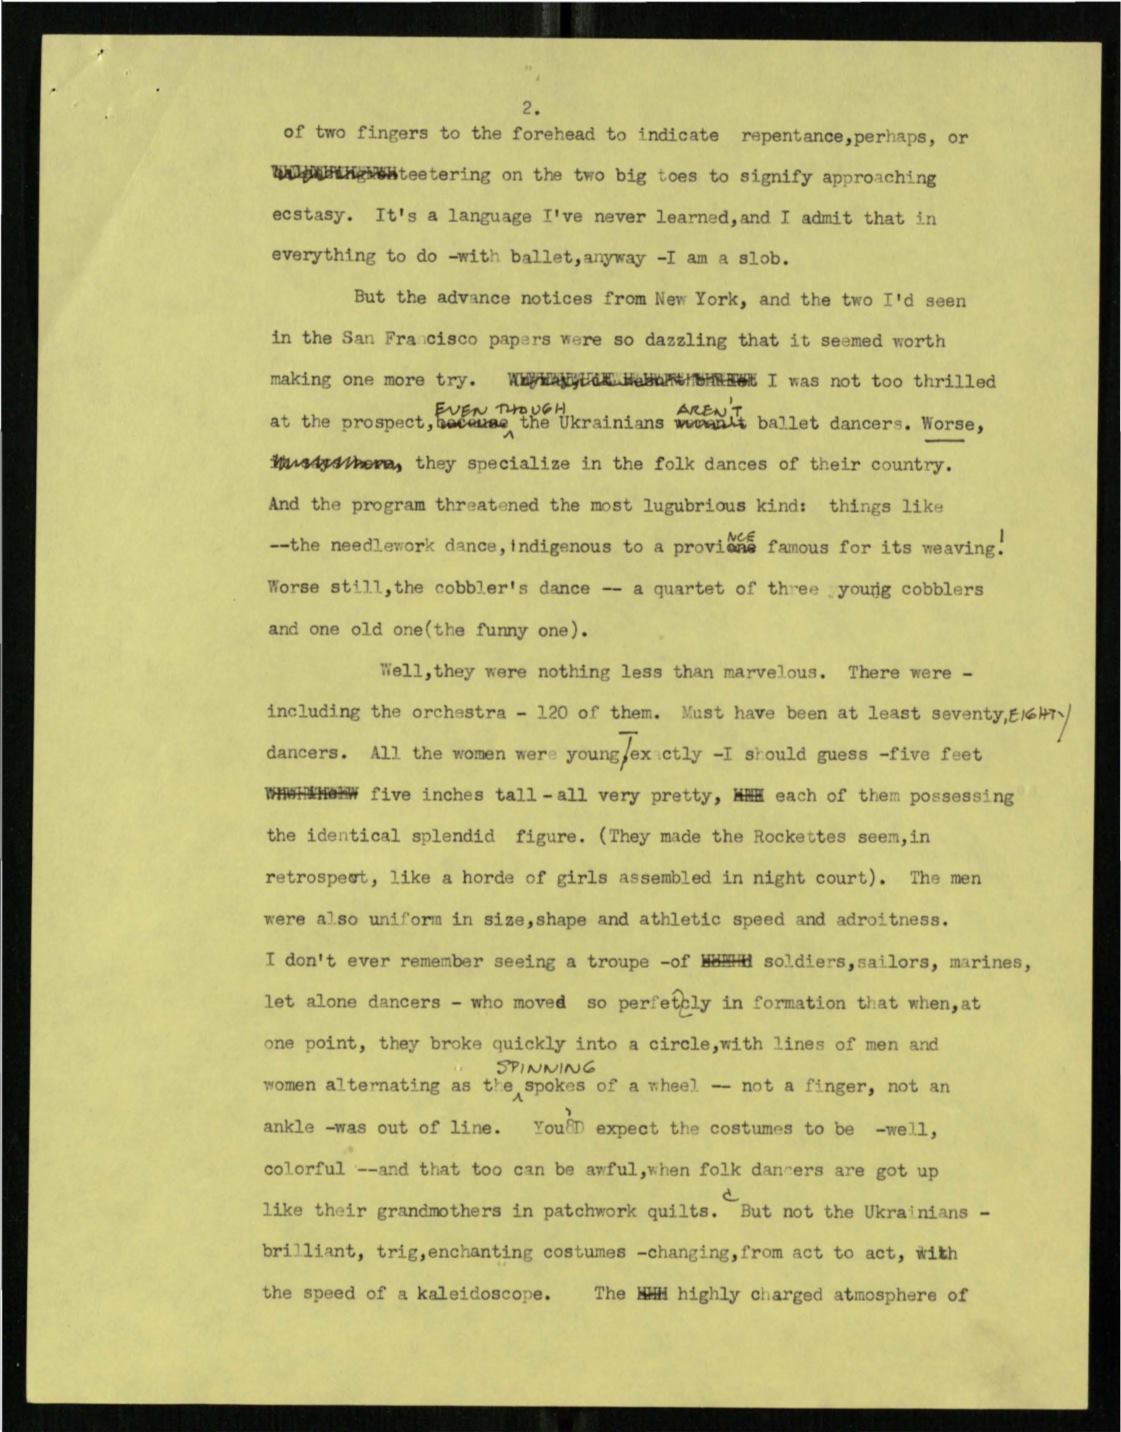 2.
of two fingers to the forehead to indicate repentance,perhaps, or
teetering on the two big toes to signify approaching
ecstasy. It's a language I've never learned,and I admit that in
everything to do -with ballet,anyway -I am a slob.
But the advance notices from New York, and the two I'd seen
in the San Francisco papers were so dazzling that it seemed worth
making one more try. I was not too thrilled
EVEN THOUGH AREN'T
at the prospect,because the Ukrainians weren't ballet dancers. Worse,
they specialize in the folk dances of their country.
And the program threatened the most lugubrious kind: things like
NCE
--the needlework dance,indigenous to a provione famous for its weaving!
Worse still,the cobbler's dance -- a quartet of three young cobblers
and one old one(the funny one).
Well,they were nothing less than marvelous. There were -
including the orchestra - 120 of them. Must have been at least seventy,EIGHTY/
dancers. All the women were young/exactly -I should guess -five feet
five inches tall-all very pretty, each of them possessing
the identical splendid figure. (They made the Rockettes seem,in
retrospect, like a horde of girls assembled in night court). The men
were also uniform in size,shape and athletic speed and adroitness.
I don't ever remember seeing a troupe -of soldiers,sailors, marines,
let alone dancers - who moved so perfetcly in formation that when,at
one point, they broke quickly into a circle,with lines of men and
SPINNING
women alternating as the spokes of a wheel -- not a finger, not an
ankle -was out of line. You'D expect the costumes to be -well,
colorful --and that too can be awful,when folk dancers are got up
like their grandmothers in patchwork quilts. But not the Ukrainians -
brilliant, trig,enchanting costumes -changing,from act to act, with
the speed of a kaleidoscope. The highly charged atmosphere of